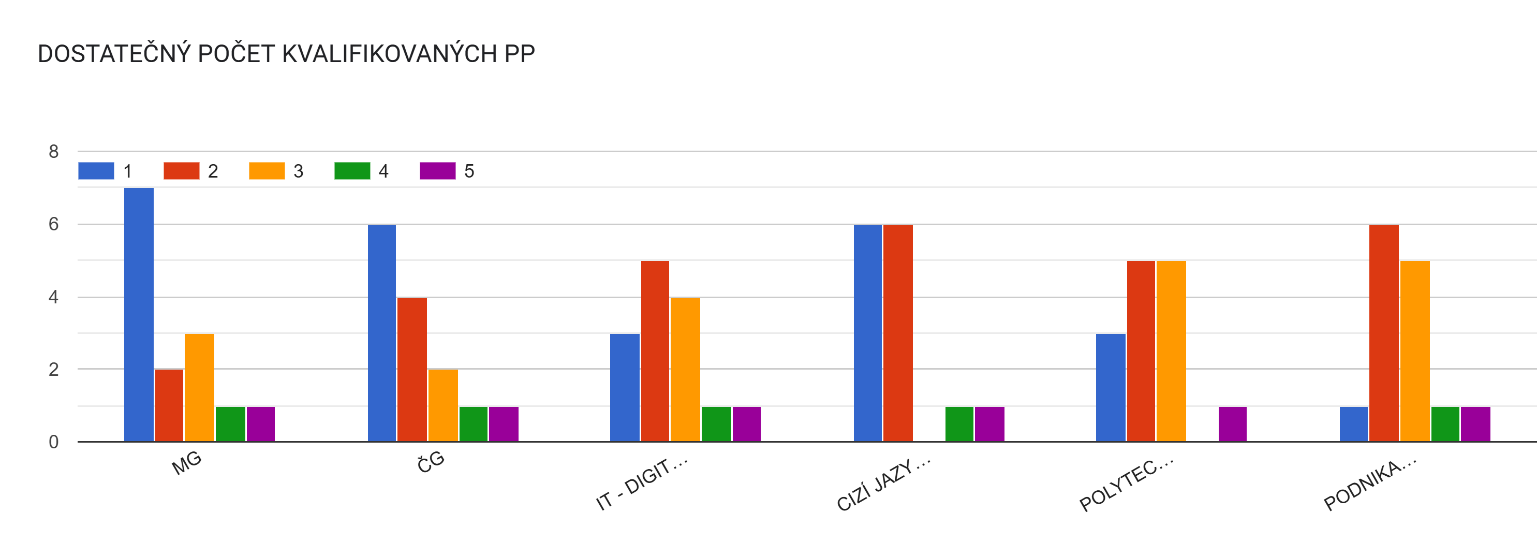 DOSTATEČNÝ POČET KVALIFIKOVANÝCH PP
8
1 2 3 4 5
6
4
2
0
MG ČG IT - DIGIT... CIZÍ JAZY... POLYTEC... PODNIKA...